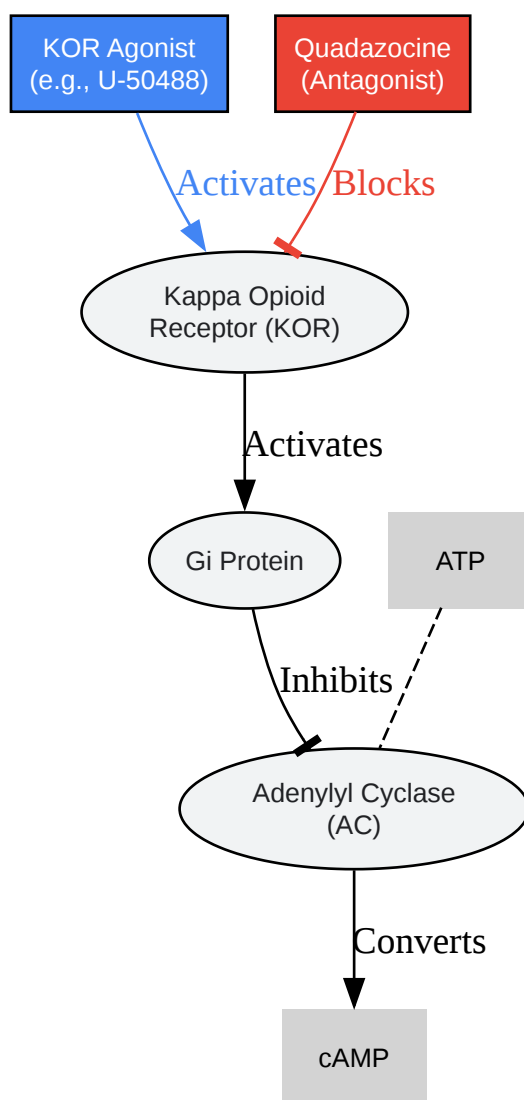 KOR Agonist
(e.g., U-50488)
Quadazocine
(Antagonist)
Activates
Blocks
Kappa Opioid
Receptor (KOR)
Activates
Gi Protein
ATP
Inhibits
Adenylyl Cyclase
(AC)
Converts
cAMP